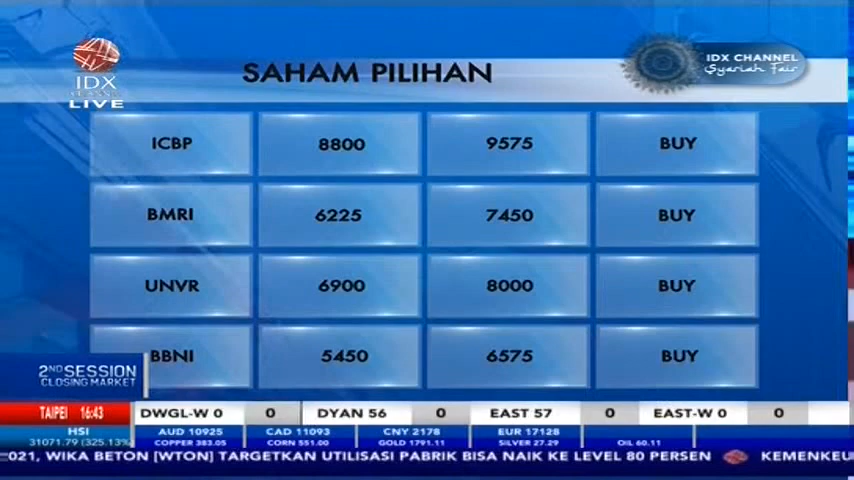 IDX
LIVE
SAHAM PILIHAN
IDX CHANNEL
Syariah Fair
ICBP 8800 9575 BUY
BMRI 6225 7450 BUY
UNVR 6900 8000 BUY
BBNI 5450 6575 BUY
2ND SESSION
CLOSING MARKET
TAIPEI 16:43 DWGL-W 0 0 DYAN 56 0 EAST 57 0 EAST-W 0 0
HSI AUD 10925 CAD 11093 CNY 2178 EUR 17128
31071.79 (325.13% COPPER 383.05 CORN 551.00 GOLD 1791.11 SILVER 27.29 OIL 60.11
021, WIKA BETON [WTON] TARGETKAN UTILISASI PABRIK BISA NAIK KE LEVEL 80 PERSEN KEMENKEU